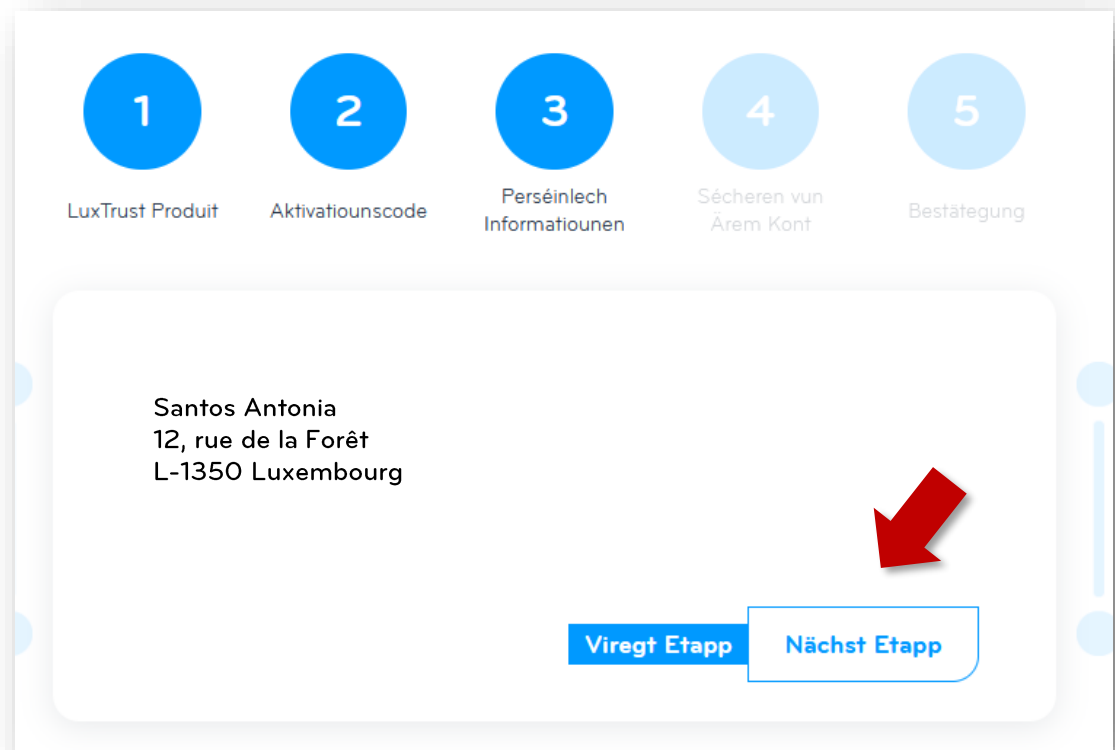 1
2
3
4
5
LuxTrust Produit
Aktivatiounscode
Perséinlech
Informatiounen
Sécheren vun
Ärem Kont
Bestätegung
Santos Antonia
12, rue de la Forêt
L-1350 Luxembourg
Viregt Etapp
Nächst Etapp